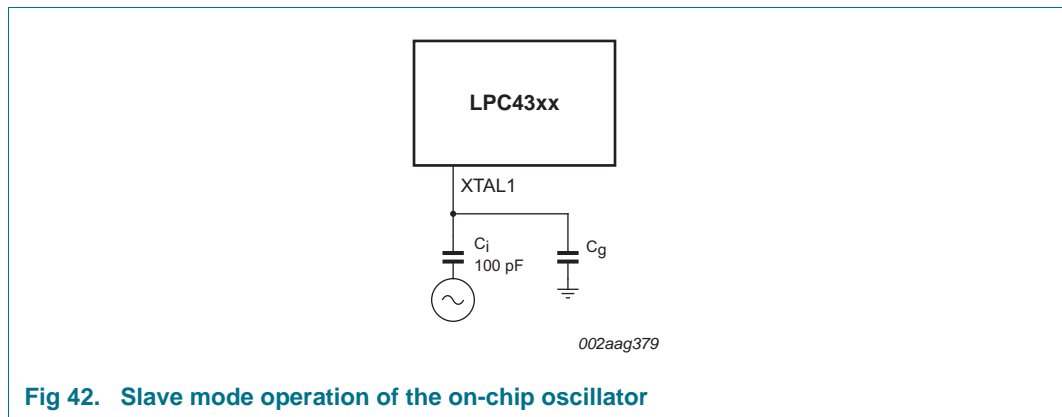 LPC43xx
XTAL1
Ci
100 pF
Cg
002aag379
Fig 42. Slave mode operation of the on-chip oscillator